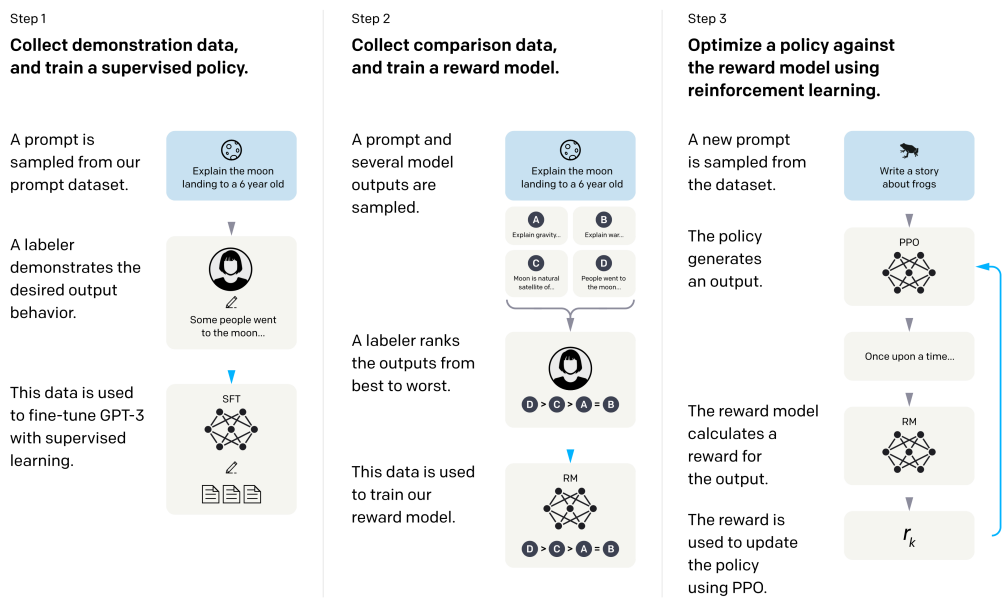 Step 1
Collect demonstration data,
and train a supervised policy.
A prompt is
sampled from our
prompt dataset.
Explain the moon
landing to a 6 year old
A labeler
demonstrates the
desired output
behavior.
Some people went
to the moon...
This data is used
to fine-tune GPT-3
with supervised
learning.
SFT
Step 2
Collect comparison data,
and train a reward model.
A prompt and
several model
outputs are
sampled.
Explain the moon
landing to a 6 year old
A
Explain gravity...
B
Explain war...
C
Moon is natural
satellite of...
D
People went to
the moon...
A labeler ranks
the outputs from
best to worst.
D > C > A = B
This data is used
to train our
reward model.
RM
D > C > A = B
Step 3
Optimize a policy against
the reward model using
reinforcement learning.
A new prompt
is sampled from
the dataset.
Write a story
about frogs
The policy
generates
an output.
PPO
Once upon a time...
The reward model
calculates a
reward for
the output.
RM
The reward is
used to update
the policy
using PPO.
rk